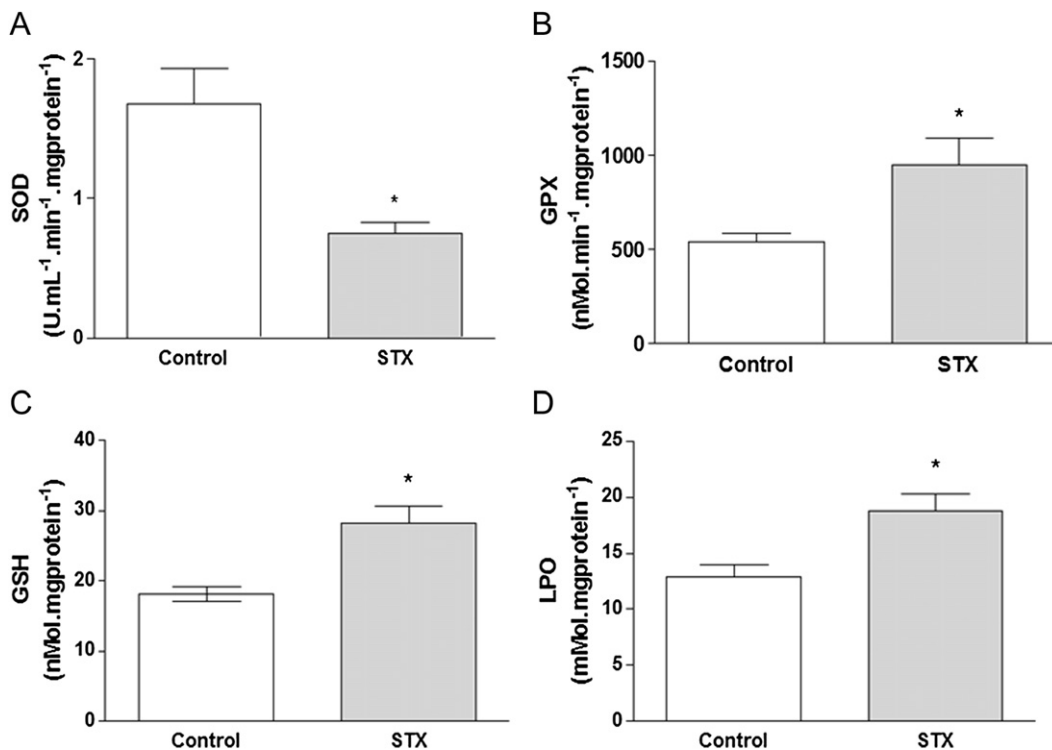 A
SOD
(U.mL⁻¹.min⁻¹.mgprotein⁻¹)
2
1
0
*
Control
STX
B
GPX
(nMol.min⁻¹.mgprotein⁻¹)
1500
1000
500
0
*
Control
STX
C
GSH
(nMol.mgprotein⁻¹)
40
30
20
10
0
*
Control
STX
D
LPO
(mMol.mgprotein⁻¹)
25
20
15
10
5
0
*
Control
STX